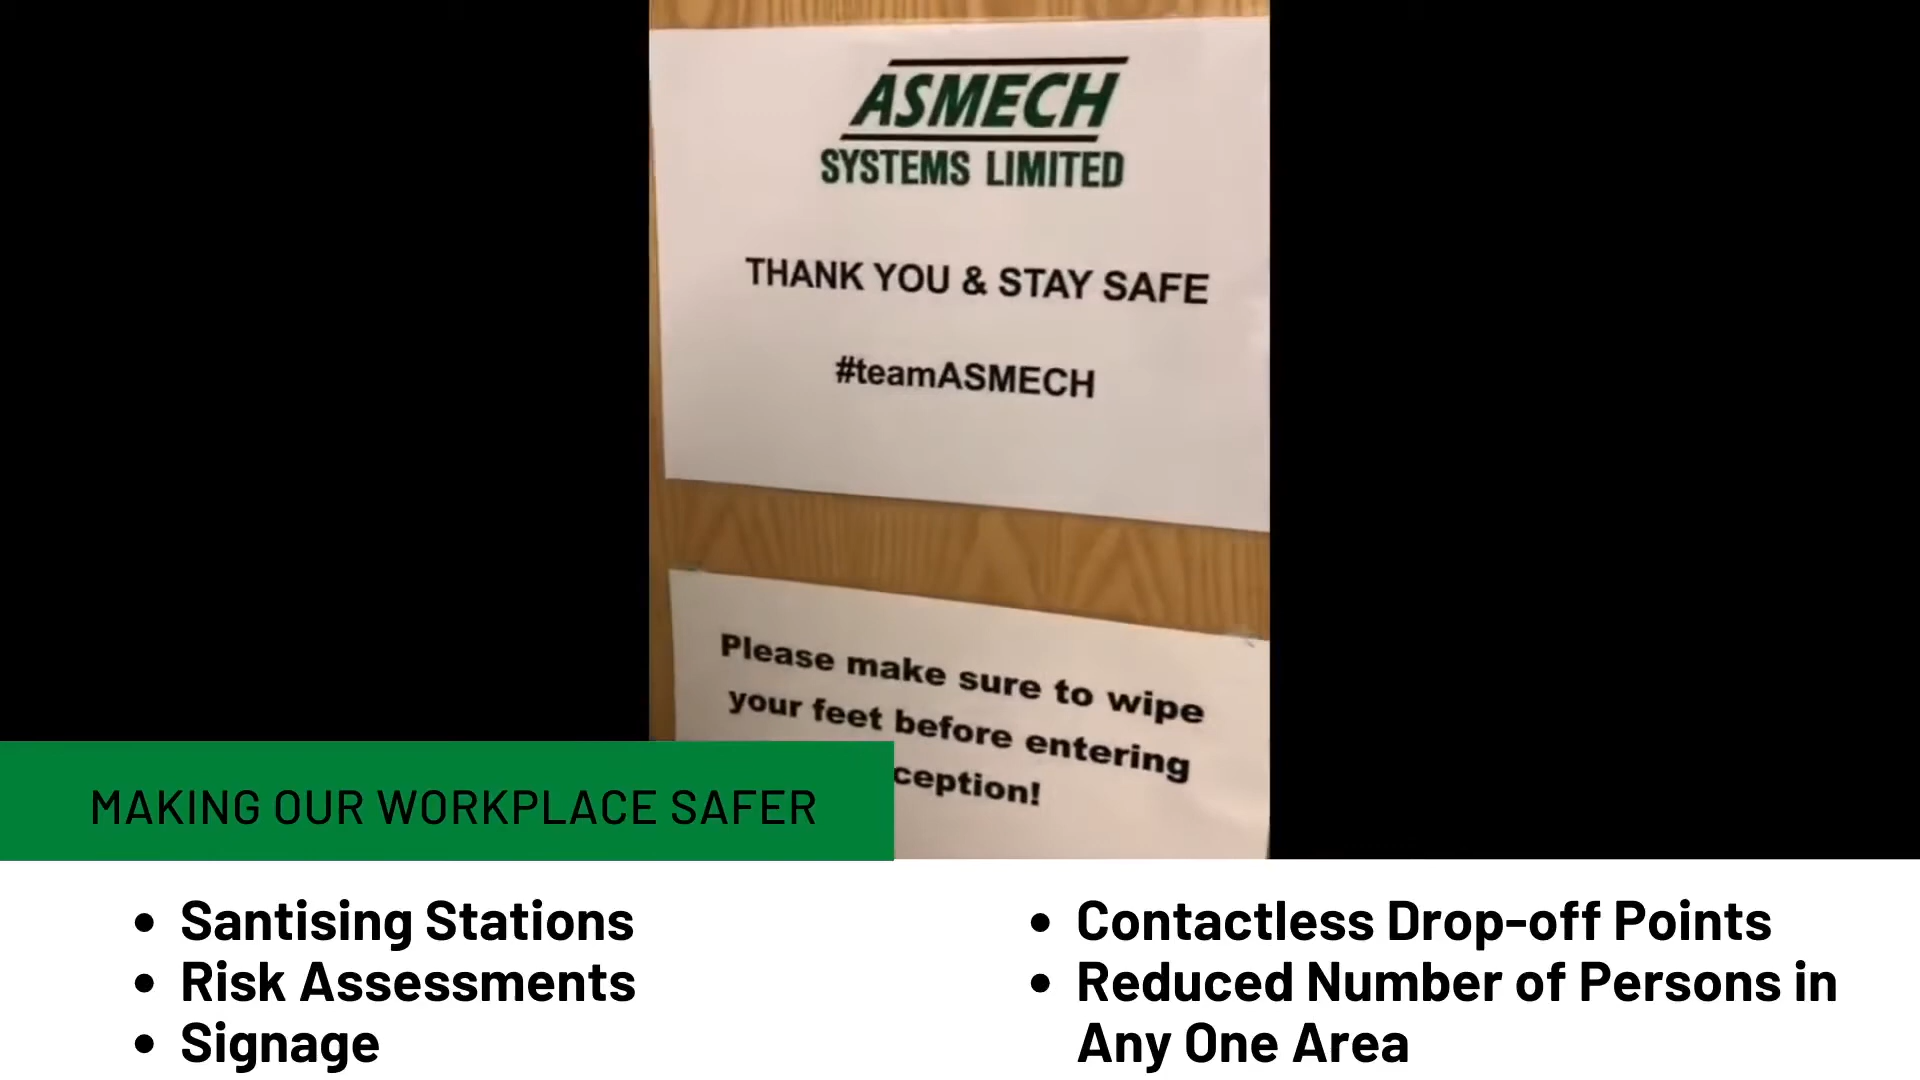 ASMECH
SYSTEMS LIMITED
THANK YOU & STAY SAFE
#teamASMECH
Please make sure to wipe
your feet before entering
ception!
MAKING OUR WORKPLACE SAFER
• Santising Stations
• Risk Assessments
• Signage
• Contactless Drop-off Points
• Reduced Number of Persons in
Any One Area